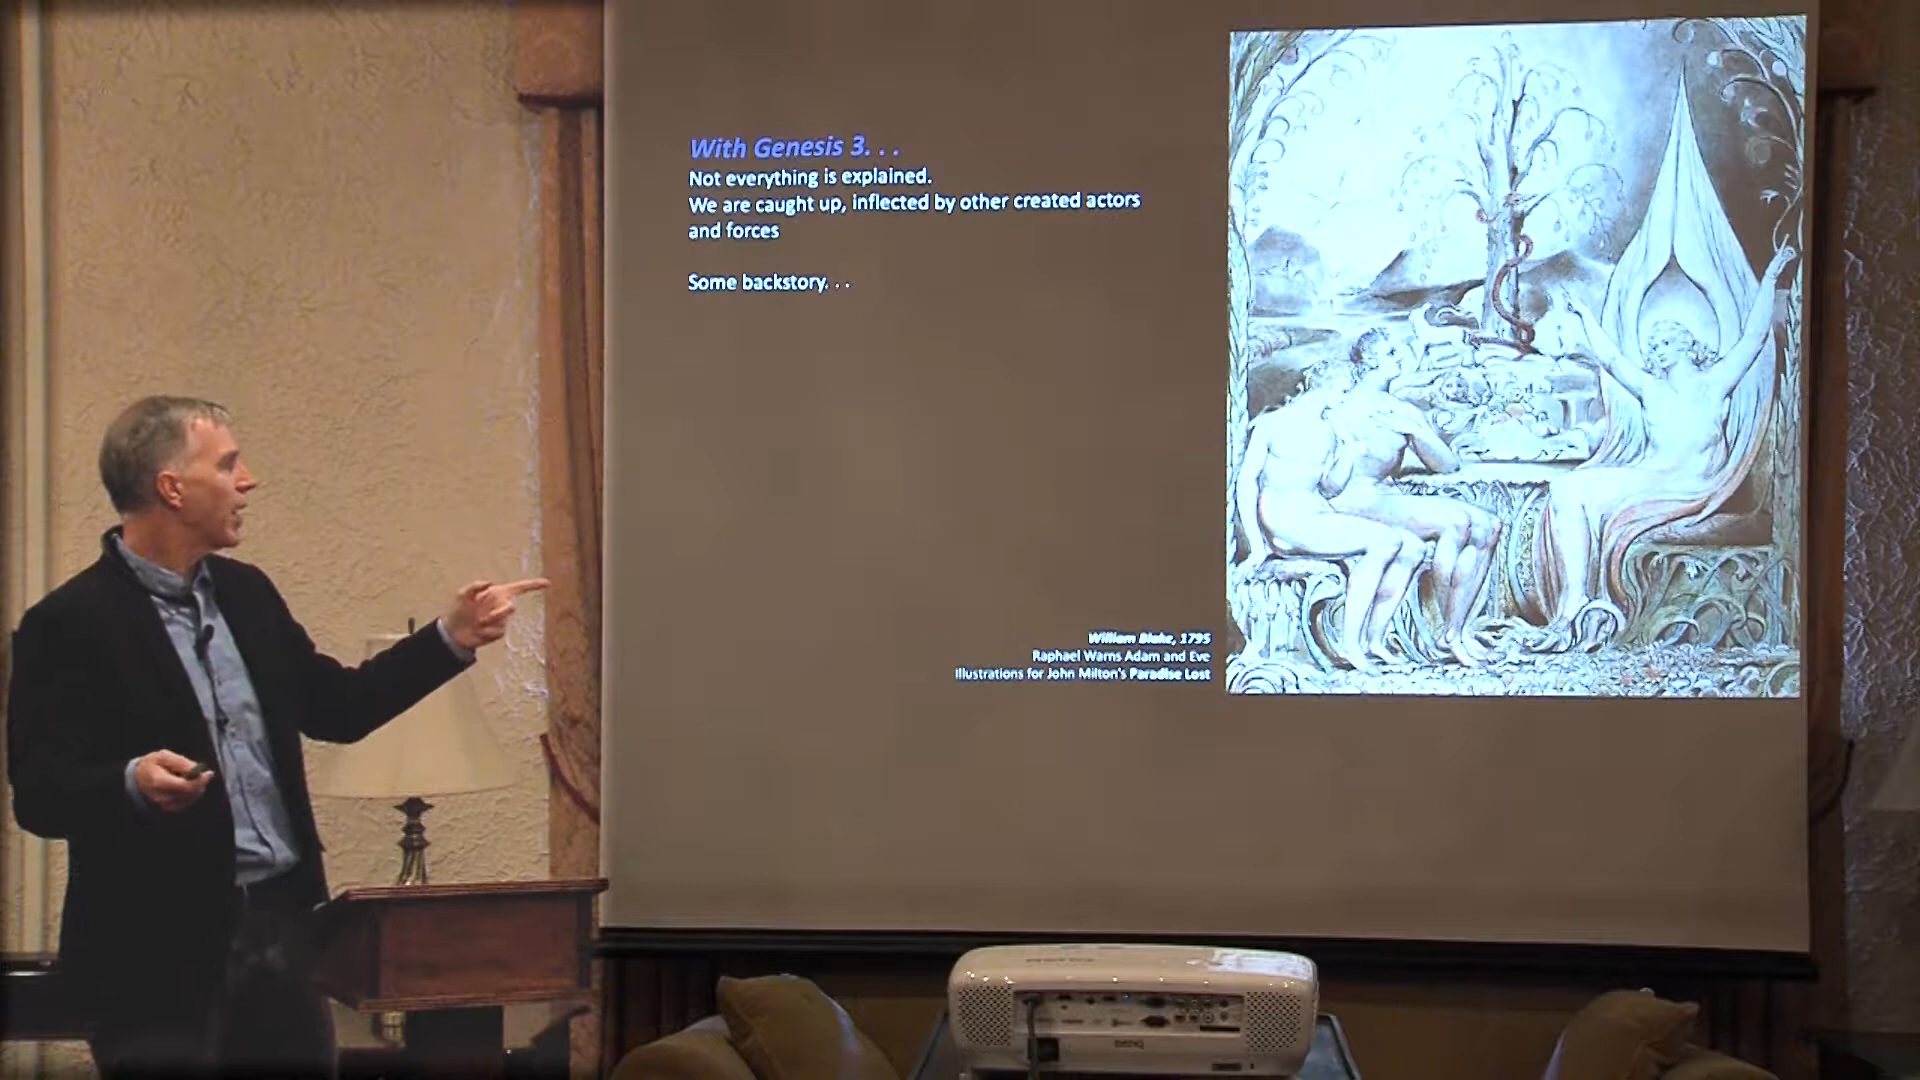 With Genesis 3. . .
Not everything is explained.
We are caught up, inflected by other created actors
and forces
Some backstory. . .
William Blake, 1795
Raphael Warns Adam and Eve
Illustrations for John Milton's Paradise Lost
BenQ